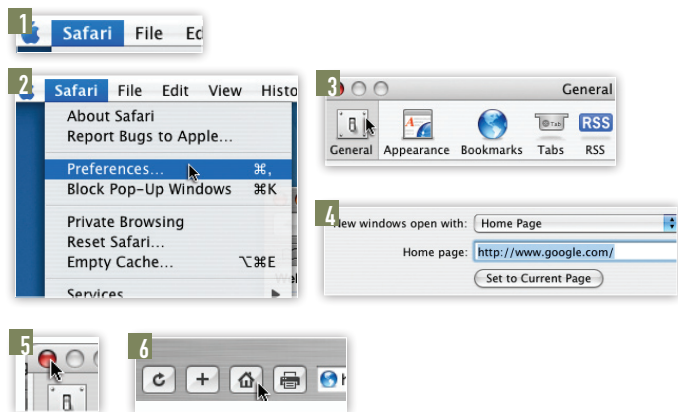 1
Safari File Ed
2
Safari File Edit View Histo
About Safari
Report Bugs to Apple...
Preferences... ⌘,
Block Pop-Up Windows ⌘K
Private Browsing
Reset Safari...
Empty Cache... ⌥⌘E
Services
3
General
General Appearance Bookmarks Tabs RSS
Tab
RSS
4
New windows open with: Home Page
Home page: http://www.google.com/
Set to Current Page
5
6